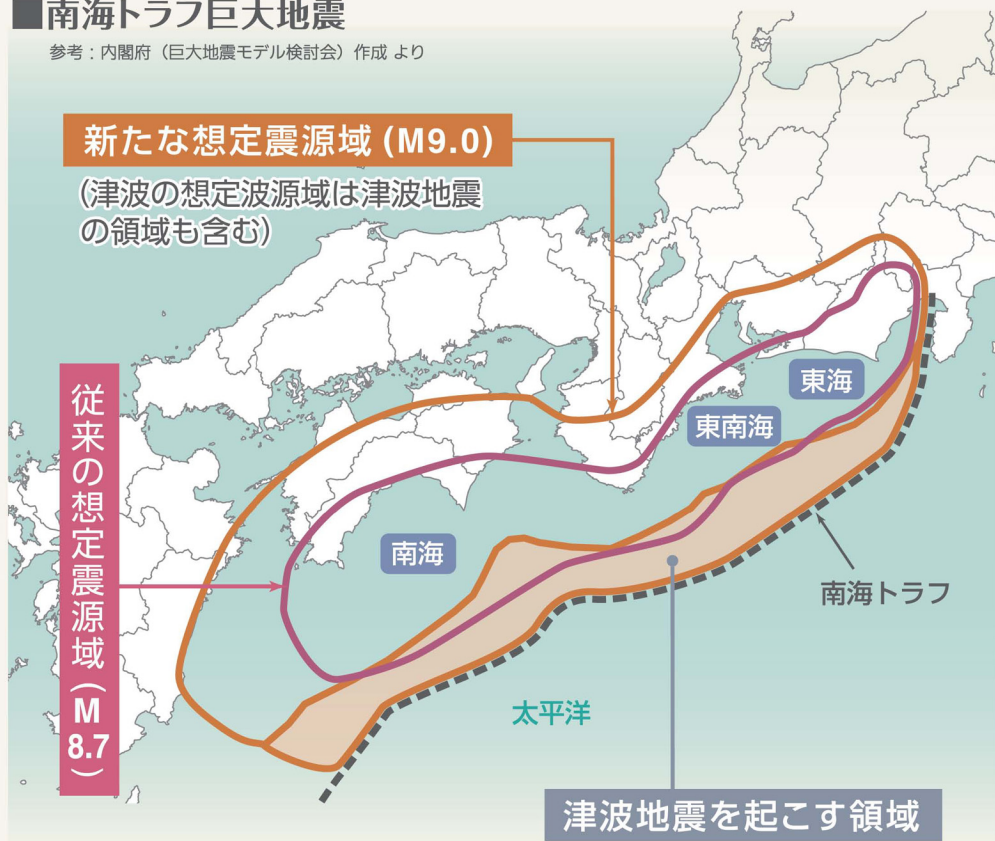 ■南海トラフ巨大地震
参考：内閣府（巨大地震モデル検討会）作成 より
新たな想定震源域（M9.0）
（津波の想定波源域は津波地震
の領域も含む）
従来の想定震源域（M8.7）
東海
東南海
南海
南海トラフ
太平洋
津波地震を起こす領域